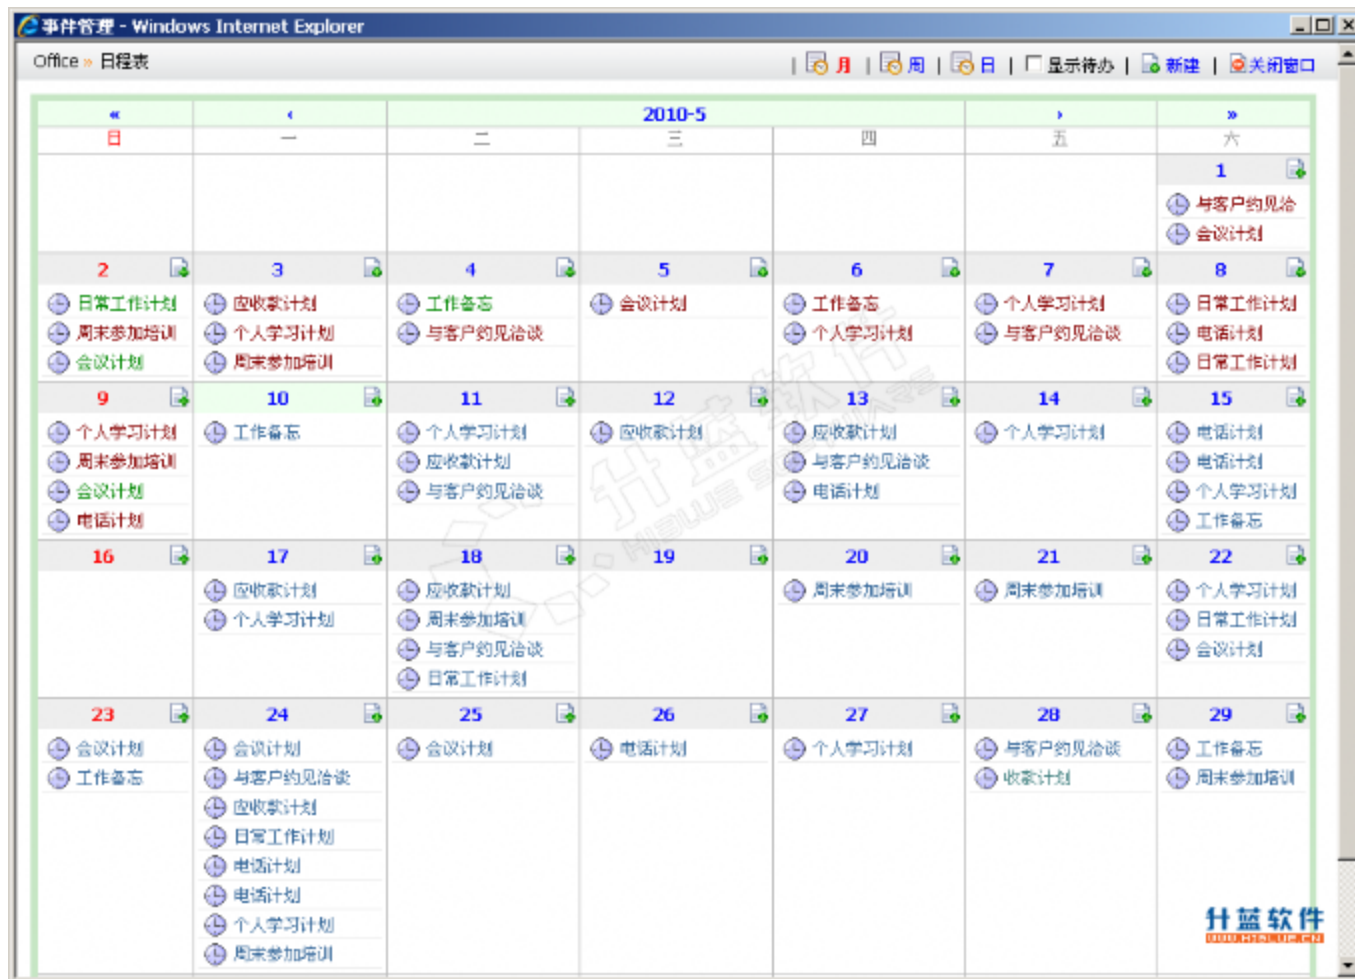 事件管理 - Windows Internet Explorer
Office » 日程表 | 月 | 周 | 日 | 显示待办 | 新建 | 关闭窗口
« ‹ 2010-5 › »
日 一 二 三 四 五 六
1
与客户约见洽
会议计划
2 3 4 5 6 7 8
日常工作计划 应收款计划 工作备忘 会议计划 工作备忘 个人学习计划 日常工作计划
周末参加培训 个人学习计划 与客户约见洽谈 个人学习计划 与客户约见洽谈 电话计划
会议计划 周末参加培训 日常工作计划
9 10 11 12 13 14 15
个人学习计划 工作备忘 个人学习计划 应收款计划 应收款计划 个人学习计划 电话计划
周末参加培训 应收款计划 与客户约见洽谈 电话计划
会议计划 与客户约见洽谈 电话计划 个人学习计划
电话计划 工作备忘
16 17 18 19 20 21 22
应收款计划 应收款计划 周末参加培训 周末参加培训 个人学习计划
个人学习计划 周末参加培训 日常工作计划
与客户约见洽谈 会议计划
日常工作计划
23 24 25 26 27 28 29
会议计划 会议计划 会议计划 电话计划 个人学习计划 与客户约见洽谈 工作备忘
工作备忘 与客户约见洽谈 收款计划 周末参加培训
应收款计划
日常工作计划
电话计划
电话计划
个人学习计划
周末参加培训
升蓝软件
HIBLUE SOFTWARE
升蓝软件
WWW.HIBLUE.CN